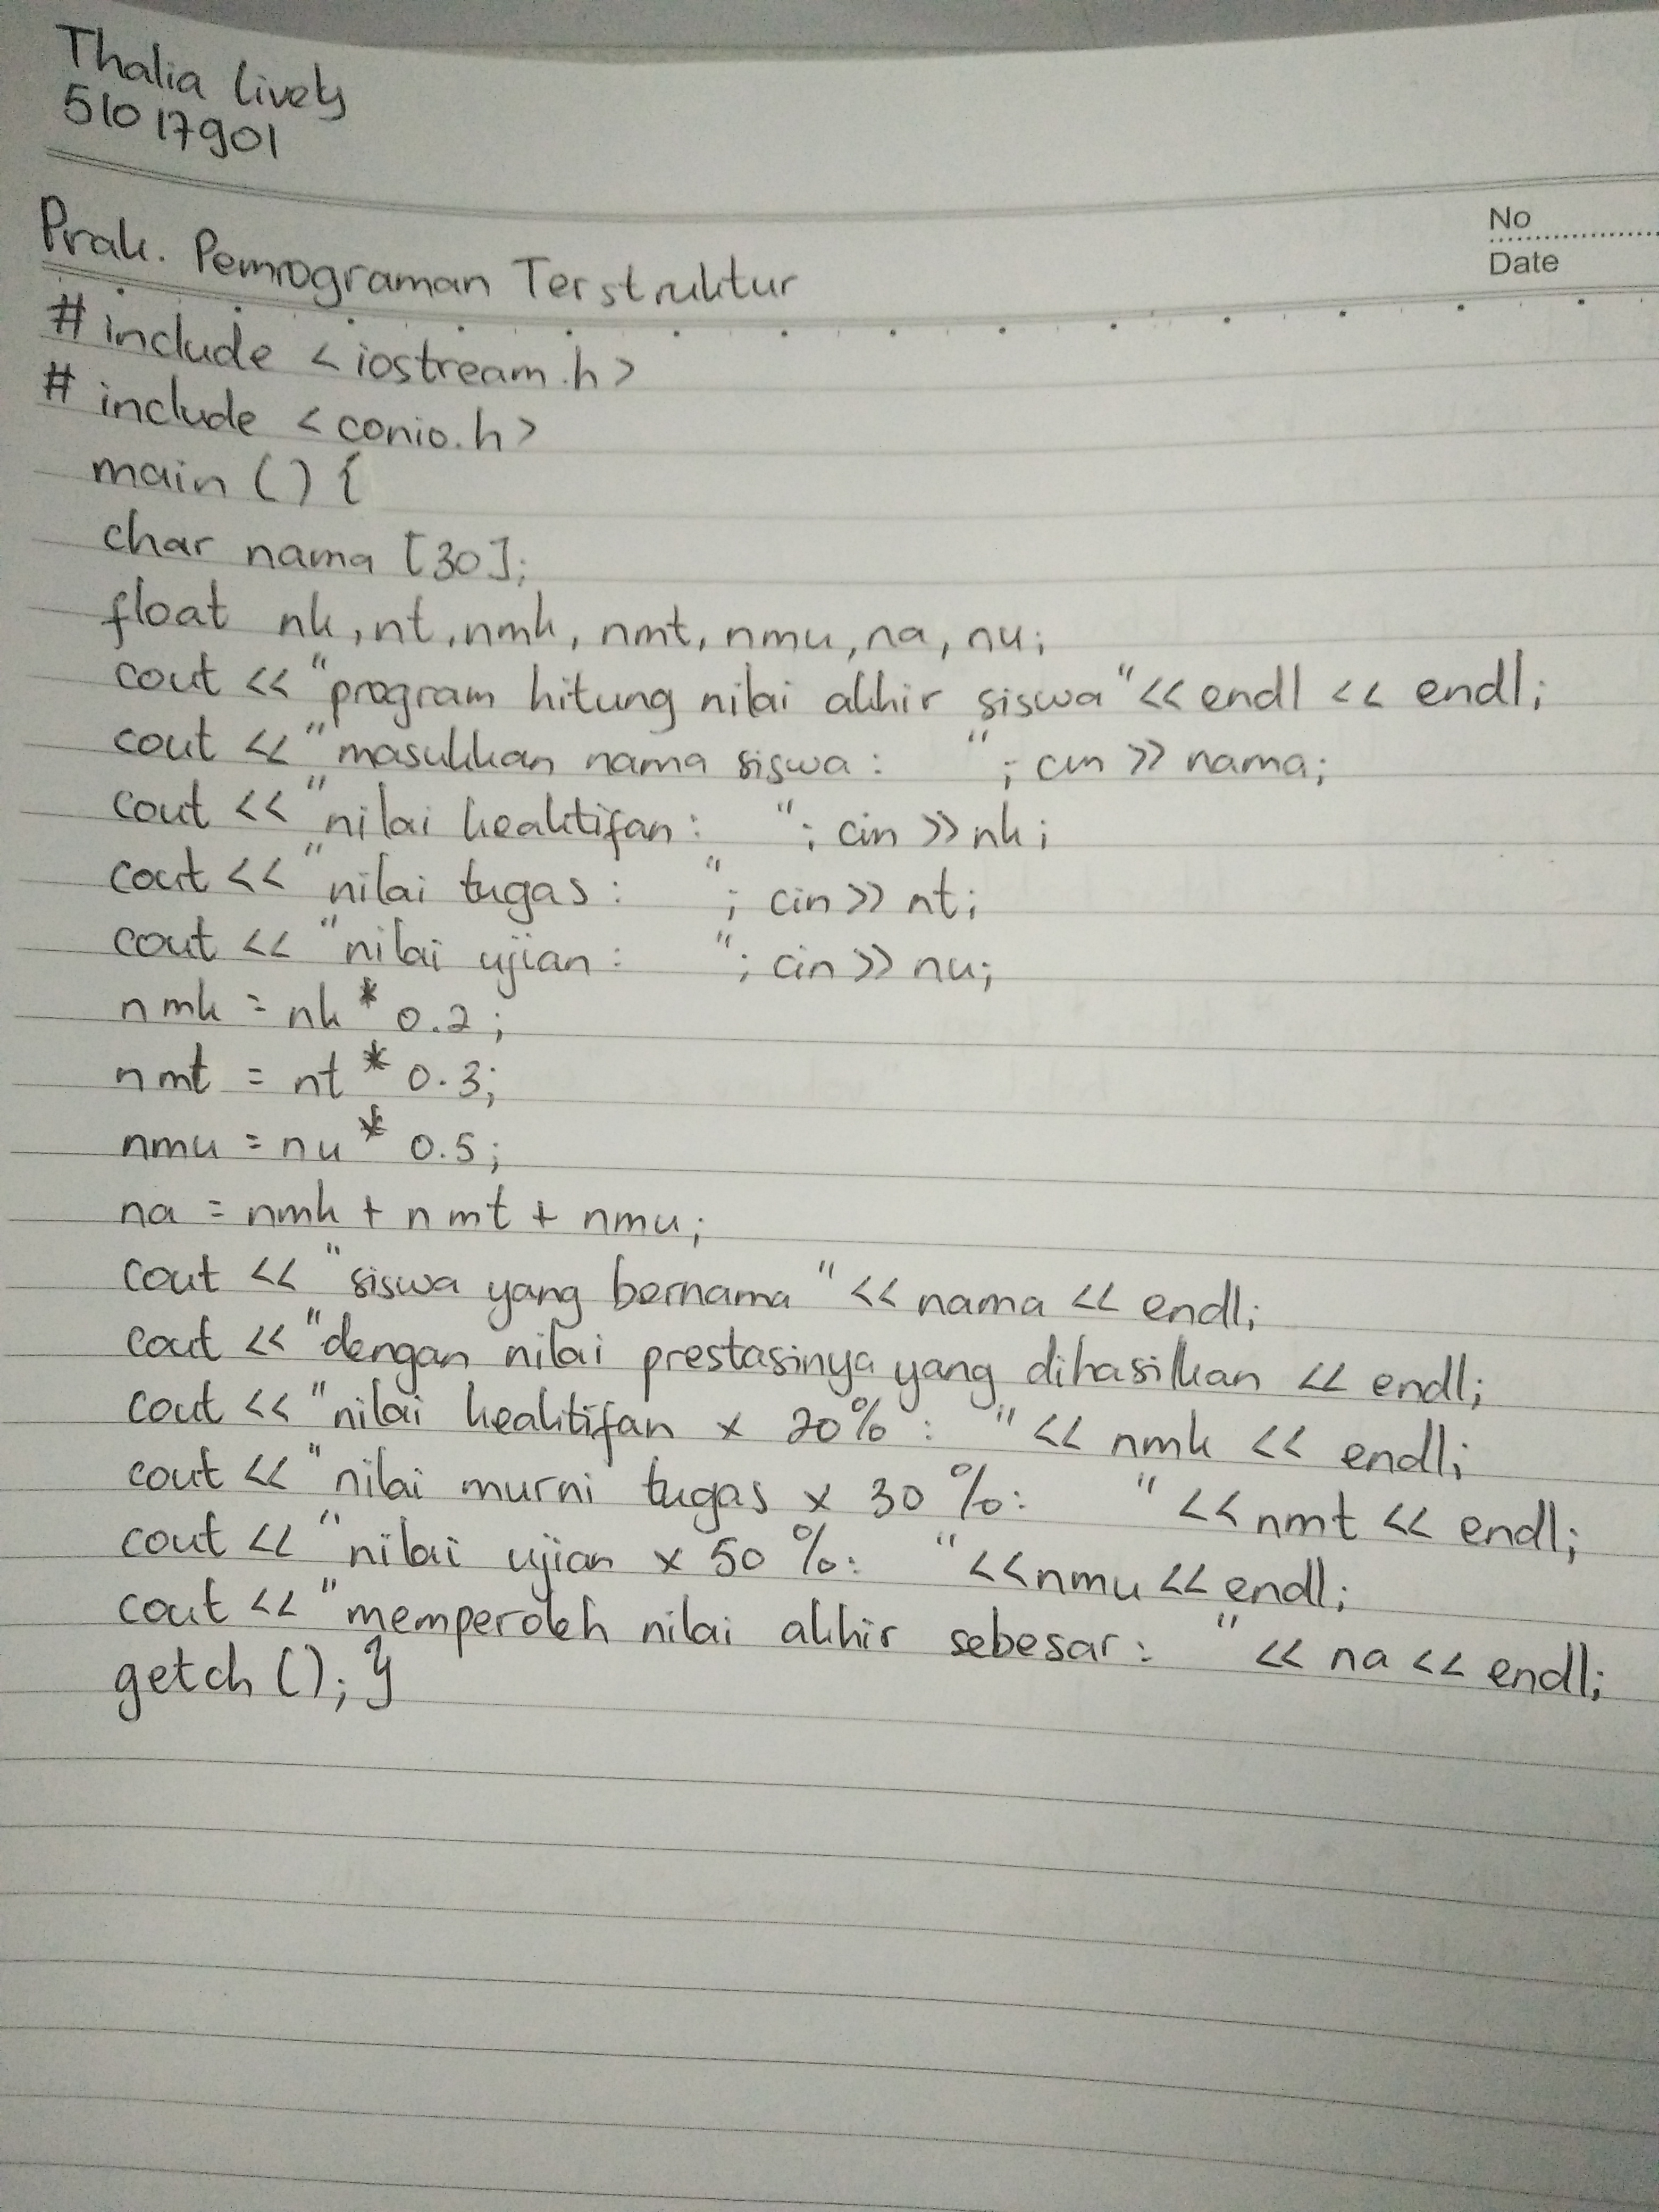 Thalia Lively
51017901
No
Date
Prak. Pemrograman Terstruktur
# include <iostream.h>
# include <conio.h>
main () {
char nama [30];
float nk, nt, nmk, nmt, nmu, na, nu;
cout << "program hitung nilai akhir siswa" << endl << endl;
cout << "masukkan nama siswa : "; cin >> nama;
cout << "nilai keaktifan : "; cin >> nk;
cout << "nilai tugas : "; cin >> nt;
cout << "nilai ujian : "; cin >> nu;
nmk = nk * 0.2;
nmt = nt * 0.3;
nmu = nu * 0.5;
na = nmk + nmt + nmu;
cout << "siswa yang bernama " << nama << endl;
cout << "dengan nilai prestasinya yang dihasilkan << endl;
cout << "nilai keaktifan x 20% : " << nmk << endl;
cout << "nilai murni tugas x 30 % : " << nmt << endl;
cout << "nilai ujian x 50 % : " << nmu << endl;
cout << "memperoleh nilai akhir sebesar : " << na << endl;
getch (); }